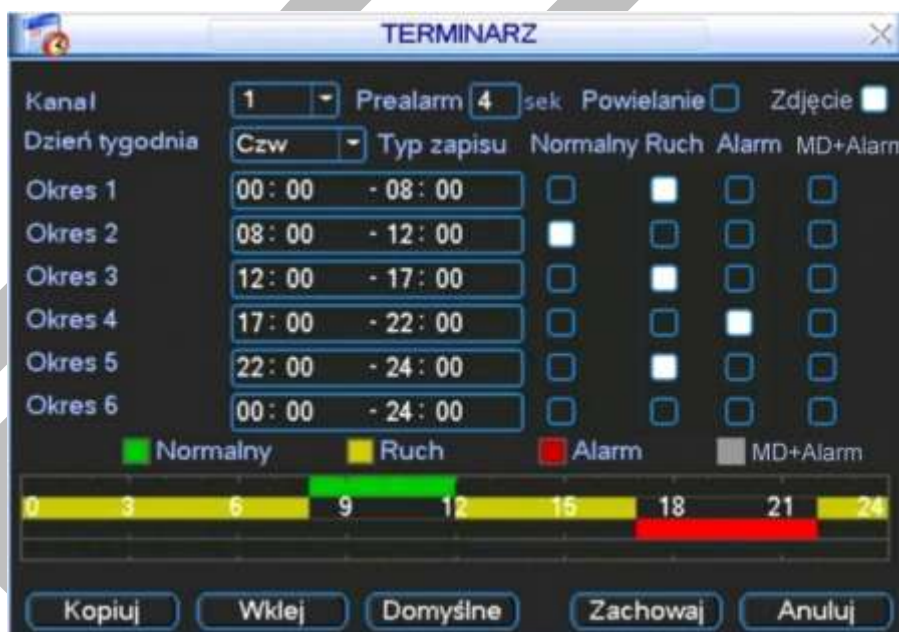 TERMINARZ
Kanał 1 Prealarm 4 sek Powielanie Zdjęcie
Dzień tygodnia Czw Typ zapisu Normalny Ruch Alarm MD+Alarm
Okres 1 00:00 - 08:00
Okres 2 08:00 - 12:00
Okres 3 12:00 - 17:00
Okres 4 17:00 - 22:00
Okres 5 22:00 - 24:00
Okres 6 00:00 - 24:00
Normalny Ruch Alarm MD+Alarm
0 3 6 9 12 15 18 21 24
Kopiuj Wklej Domyślne Zachowaj Anuluj